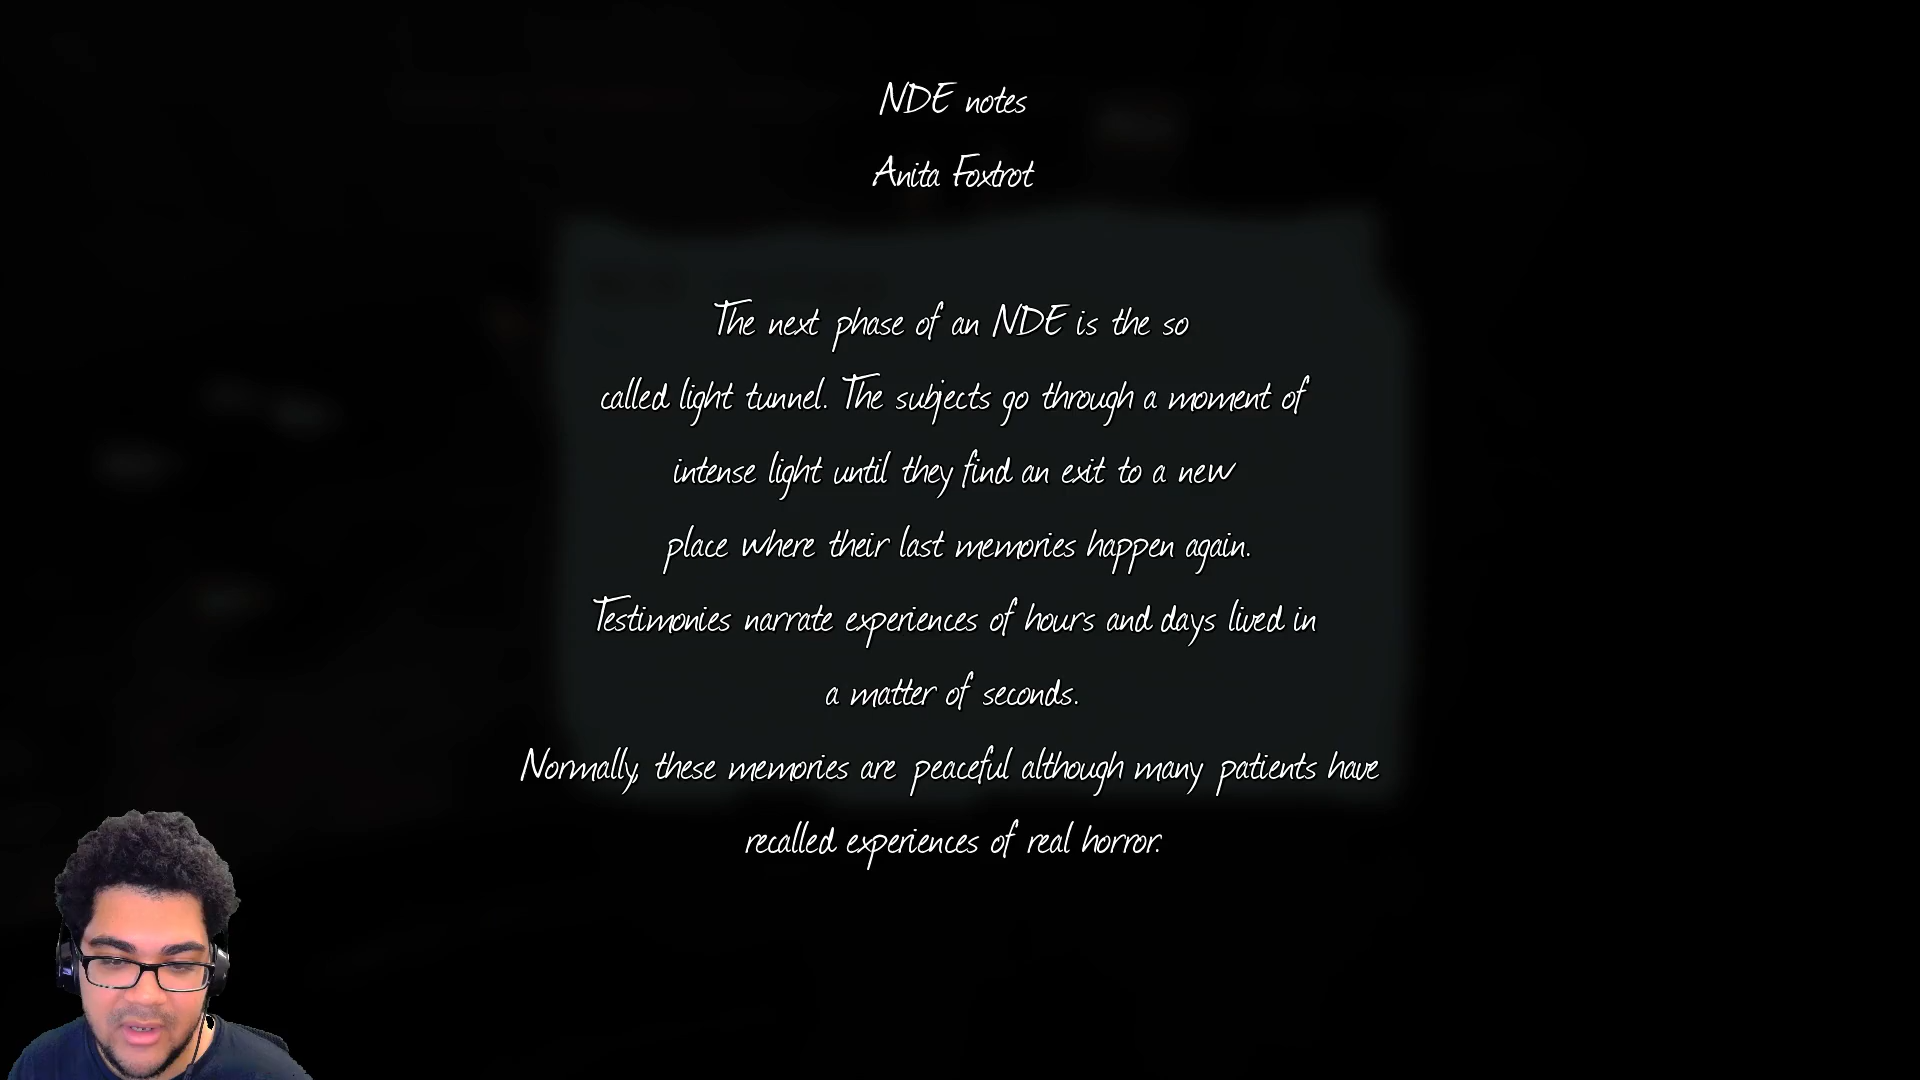 NDE notes
Anita Foxtrot
The next phase of an NDE is the so
called light tunnel. The subjects go through a moment of
intense light until they find an exit to a new
place where their last memories happen again.
Testimonies narrate experiences of hours and days lived in
a matter of seconds.
Normally, these memories are peaceful although many patients have
recalled experiences of real horror.